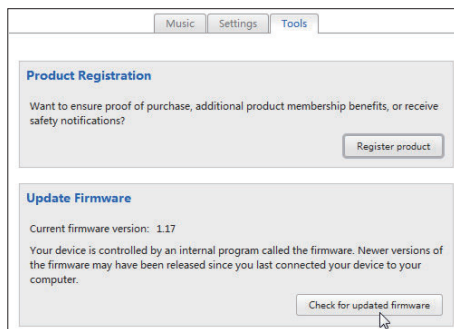 Music Settings Tools
Product Registration
Want to ensure proof of purchase, additional product membership benefits, or receive
safety notifications?
Register product
Update Firmware
Current firmware version: 1.17
Your device is controlled by an internal program called the firmware. Newer versions of
the firmware may have been released since you last connected your device to your
computer.
Check for updated firmware